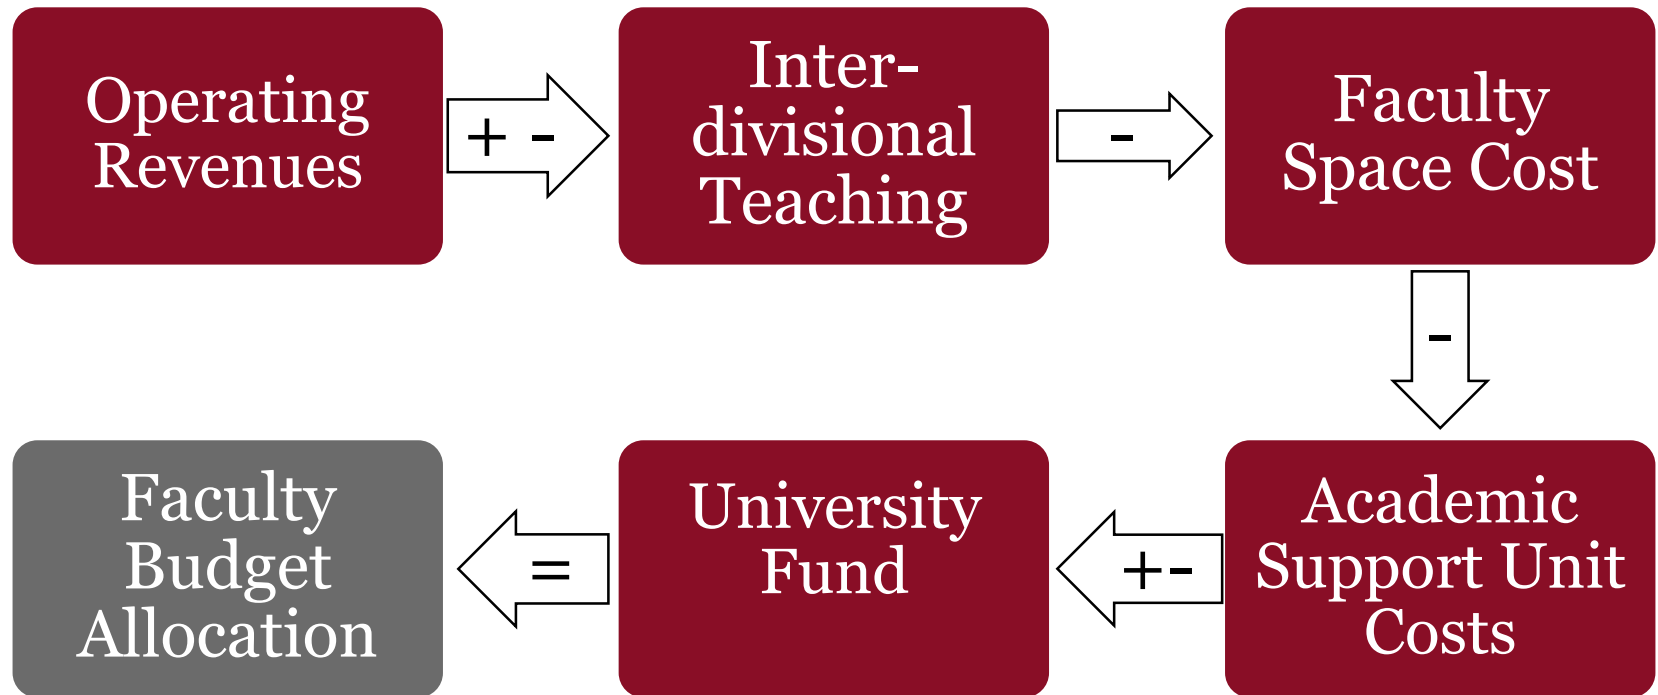 Operating
Revenues
+ -
Inter-
divisional
Teaching
-
Faculty
Space Cost
-
Academic
Support Unit
Costs
+-
University
Fund
=
Faculty
Budget
Allocation